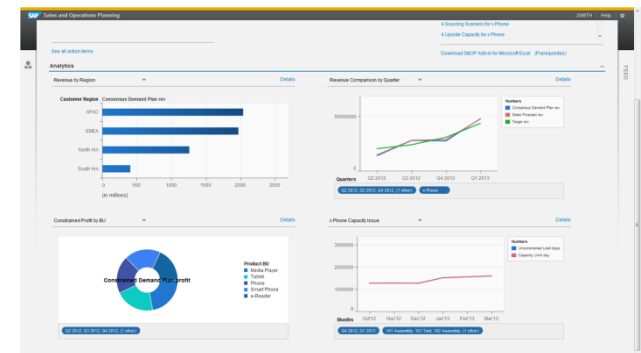 SAP Sales and Operations Planning
JSMITH Help
4 Sourcing Scenario for x Phone
4 Upside Capacity for x Phone
See all action items
Download S&OP Add-in for Microsoft Excel (Prerequisites)
FEED
Analytics
Revenue by Region
Details
Customer Region Consensus Demand Plan rev
APAC
EMEA
North Am
South Am
0 500 1000 1500 2000 2500
(in millions)
Revenue Comparison by Quarter
Details
50000000
0
Quarters
Q2 2012 Q3 2012 Q4 2012 Q1 2013
Q2 2012, Q3 2012, Q4 2012, (1 other)
x Phone
Numbers
Consensus Demand Plan rev
Sales Forecast rev
Target rev
Constrained Profit by BU
Details
Constrained Demand Plan profit
Product BU
Media Player
Tablet
Phone
Smart Phone
e-Reader
Q2 2012, Q3 2012, Q4 2012, (1 other)
x Phone Capacity Issue
Details
3000000
2000000
1000000
0
Months
Oct'12 Nov'12 Dec'12 Jan'13 Feb'13 Mar'13
Q4 2012, Q1 2013
101 Assembly, 101 Test, 102 Assembly, (1 other)
Numbers
Unconstrained Load days
Capacity Limit day